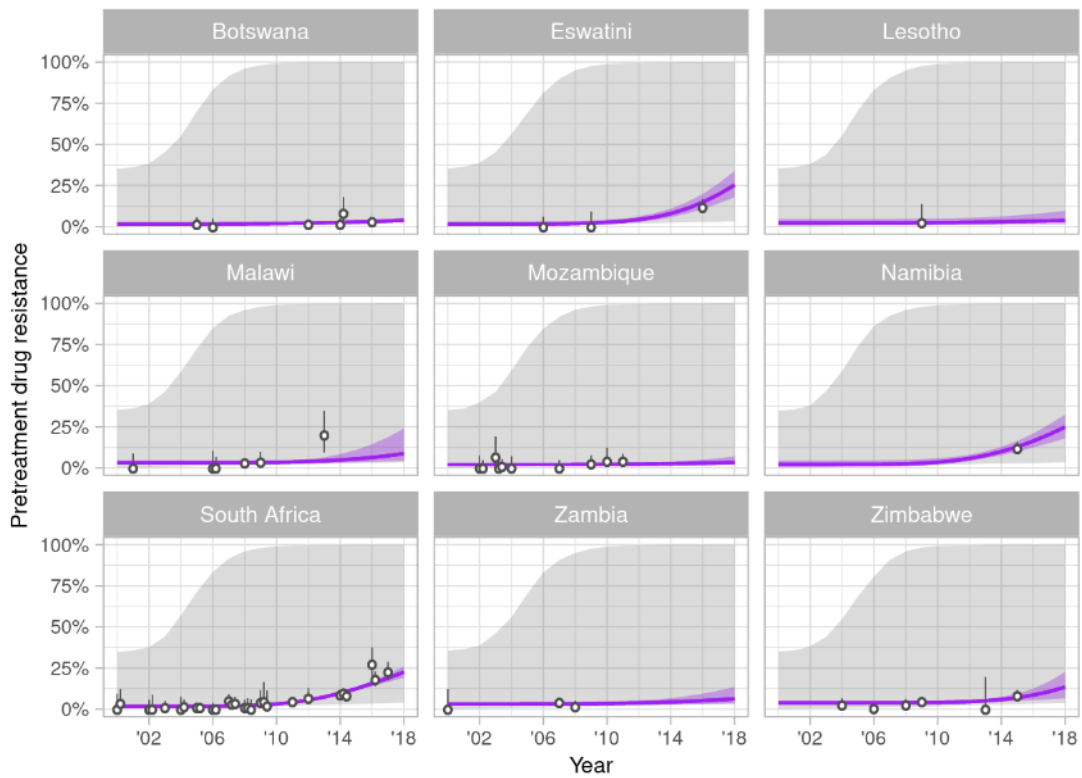 Botswana Eswatini Lesotho
100%
75%
50%
25%
0%
Malawi Mozambique Namibia
100%
75%
50%
25%
0%
South Africa Zambia Zimbabwe
100%
75%
50%
25%
0%
'02 '06 '10 '14 '18 '02 '06 '10 '14 '18 '02 '06 '10 '14 '18
Year
Pretreatment drug resistance